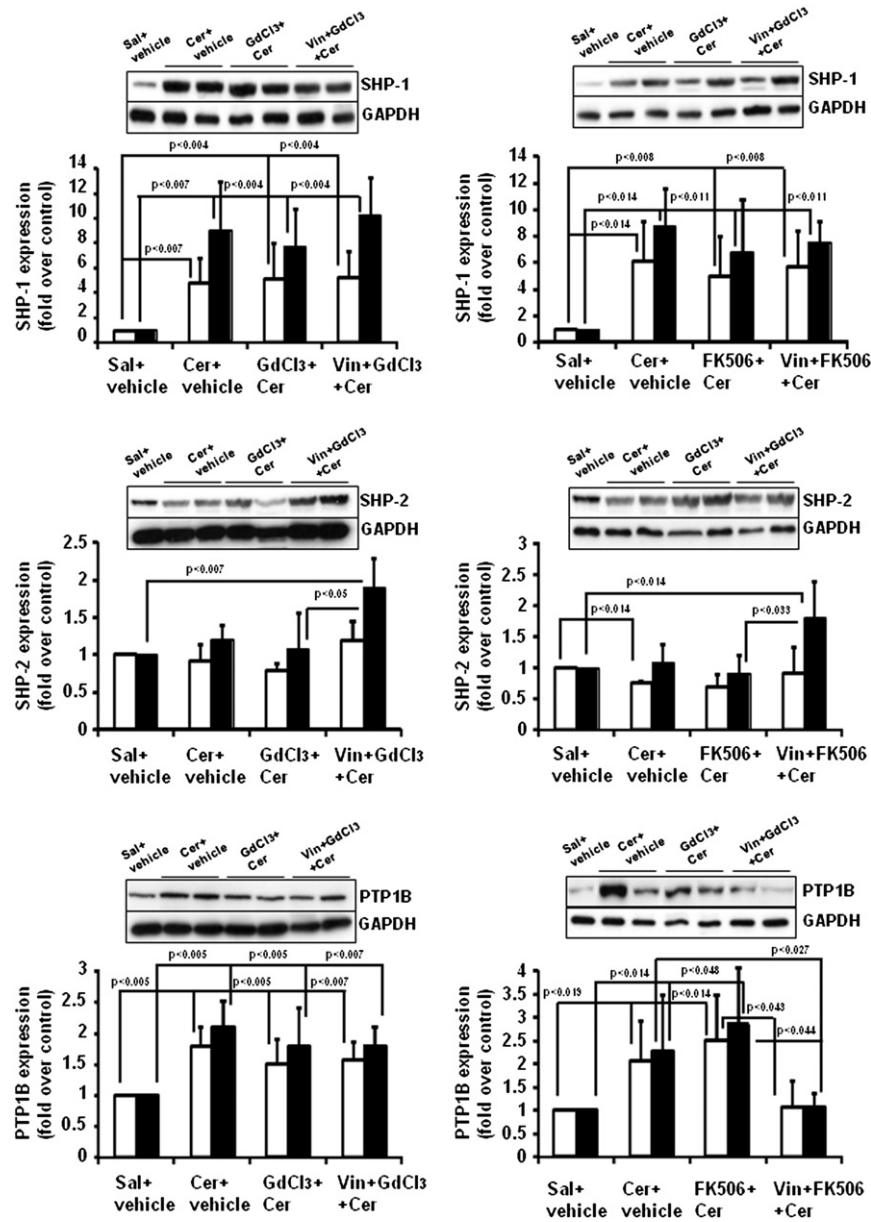 Sal+
vehicle
Cer+
vehicle
GdCl3+
Cer
Vin+GdCl3
+Cer
SHP-1
GAPDH
p<0.004
p<0.004
p<0.007
p<0.004
p<0.004
p<0.007
SHP-1 expression
(fold over control)
14
12
10
8
6
4
2
0
Sal+
vehicle
Cer+
vehicle
GdCl3+
Cer
Vin+GdCl3
+Cer
Sal+
vehicle
Cer+
vehicle
GdCl3+
Cer
Vin+GdCl3
+Cer
SHP-1
GAPDH
p<0.008
p<0.008
p<0.014
p<0.011
p<0.011
p<0.014
SHP-1 expression
(fold over control)
14
12
10
8
6
4
2
0
Sal+
vehicle
Cer+
vehicle
FK506+
Cer
Vin+FK506
+Cer
Sal+
vehicle
Cer+
vehicle
GdCl3+
Cer
Vin+GdCl3
+Cer
SHP-2
GAPDH
p<0.007
p<0.05
SHP-2 expression
(fold over control)
2.5
2
1.5
1
0.5
0
Sal+
vehicle
Cer+
vehicle
GdCl3+
Cer
Vin+GdCl3
+Cer
Sal+
vehicle
Cer+
vehicle
GdCl3+
Cer
Vin+GdCl3
+Cer
SHP-2
GAPDH
p<0.014
p<0.014
p<0.033
SHP-2 expression
(fold over control)
3
2.5
2
1.5
1
0.5
0
Sal+
vehicle
Cer+
vehicle
FK506+
Cer
Vin+FK506
+Cer
Sal+
vehicle
Cer+
vehicle
GdCl3+
Cer
Vin+GdCl3
+Cer
PTP1B
GAPDH
p<0.005
p<0.005
p<0.007
p<0.005
p<0.005
p<0.007
PTP1B expression
(fold over control)
3
2.5
2
1.5
1
0.5
0
Sal+
vehicle
Cer+
vehicle
GdCl3+
Cer
Vin+GdCl3
+Cer
Sal+
vehicle
Cer+
vehicle
GdCl3+
Cer
Vin+GdCl3
+Cer
PTP1B
GAPDH
p<0.027
p<0.014
p<0.048
p<0.019
p<0.014
p<0.043
p<0.044
PTP1B expression
(fold over control)
4
3.5
3
2.5
2
1.5
1
0.5
0
Sal+
vehicle
Cer+
vehicle
FK506+
Cer
Vin+FK506
+Cer